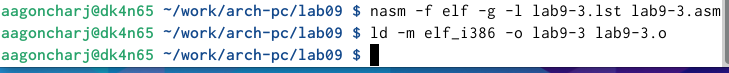 aagoncharj@dk4n65 ~/work/arch-pc/lab09 $ nasm -f elf -g -l lab9-3.lst lab9-3.asm
aagoncharj@dk4n65 ~/work/arch-pc/lab09 $ ld -m elf_i386 -o lab9-3 lab9-3.o
aagoncharj@dk4n65 ~/work/arch-pc/lab09 $